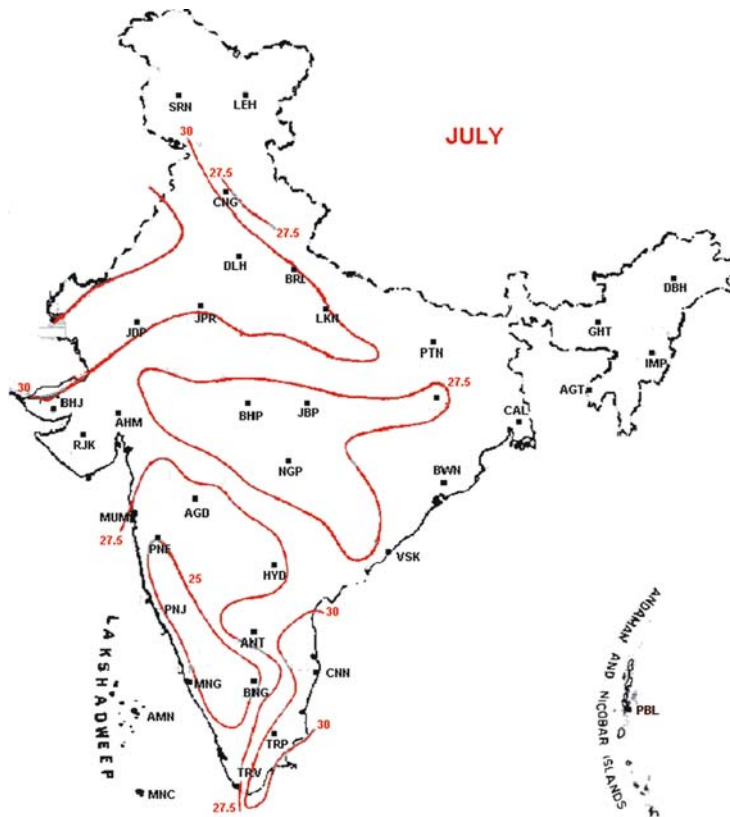 SRN
LEH
JULY
30
27.5
CNG
27.5
DLH
BRL
DBH
JPR
LKN
JDP
GHT
PTN
IMP
30
27.5
AGT
BHJ
BHP
JBP
AHM
CAL
RJK
NGP
BWN
AGD
MUM
27.5
PNE
VSK
HYD
25
PNJ
30
ANT
CNN
MNG
BNG
LAKSHADWEEP
AMN
TRP
30
PBL
TRV
MNC
27.5
ANDAMAN AND NICOBAR ISLANDS